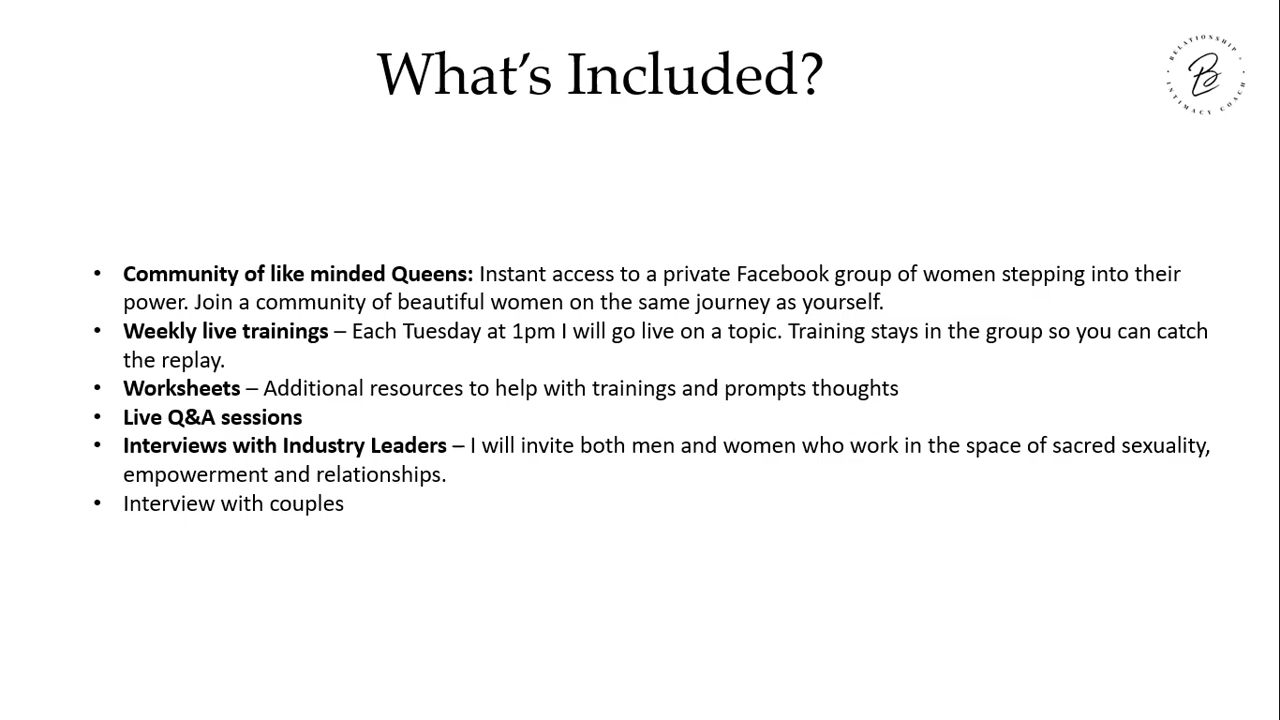 What's Included?
RELATIONSHIP
B
INTIMACY COACH
• Community of like minded Queens: Instant access to a private Facebook group of women stepping into their
power. Join a community of beautiful women on the same journey as yourself.
• Weekly live trainings – Each Tuesday at 1pm I will go live on a topic. Training stays in the group so you can catch
the replay.
• Worksheets – Additional resources to help with trainings and prompts thoughts
• Live Q&A sessions
• Interviews with Industry Leaders – I will invite both men and women who work in the space of sacred sexuality,
empowerment and relationships.
• Interview with couples